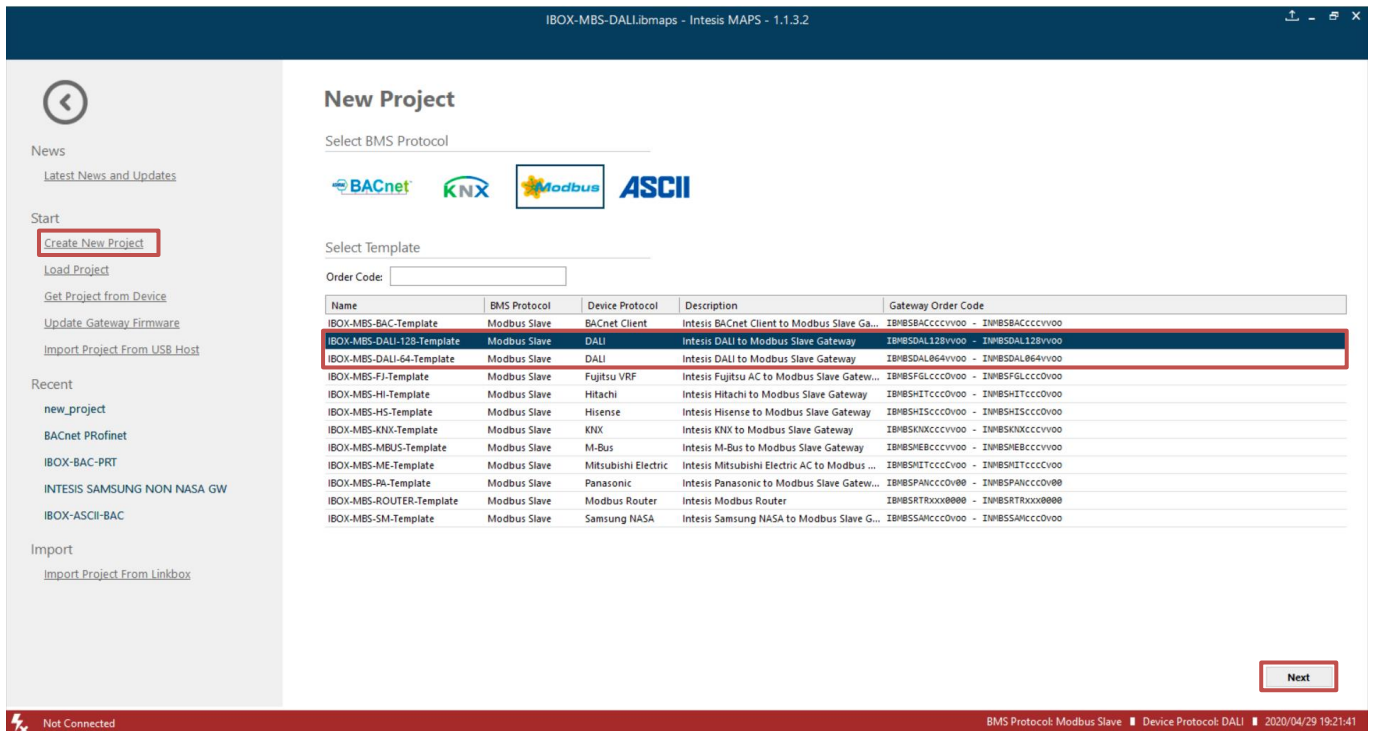 IBOX-MBS-DALI.ibmaps - Intesis MAPS - 1.1.3.2
News
Latest News and Updates
Start
Create New Project
Load Project
Get Project from Device
Update Gateway Firmware
Import Project From USB Host
Recent
new_project
BACnet PRofinet
IBOX-BAC-PRT
INTESIS SAMSUNG NON NASA GW
IBOX-ASCII-BAC
Import
Import Project From Linkbox
New Project
Select BMS Protocol
BACnet KNX Modbus ASCII
Select Template
Order Code:
Name BMS Protocol Device Protocol Description Gateway Order Code
IBOX-MBS-BAC-Template Modbus Slave BACnet Client Intesis BACnet Client to Modbus Slave Ga... IBMBSBACcccvvoo - INMBSBACcccvvoo
IBOX-MBS-DALI-128-Template Modbus Slave DALI Intesis DALI to Modbus Slave Gateway IBMBSDAL128vvoo - INMBSDAL128vvoo
IBOX-MBS-DALI-64-Template Modbus Slave DALI Intesis DALI to Modbus Slave Gateway IBMBSDAL064vvoo - INMBSDAL064vvoo
IBOX-MBS-FJ-Template Modbus Slave Fujitsu VRF Intesis Fujitsu AC to Modbus Slave Gatew... IBMBSFGLcccOvoo - INMBSFGLcccOvoo
IBOX-MBS-HI-Template Modbus Slave Hitachi Intesis Hitachi to Modbus Slave Gateway IBMBSHITcccOvoo - INMBSHITcccOvoo
IBOX-MBS-HS-Template Modbus Slave Hisense Intesis Hisense to Modbus Slave Gateway IBMBSHIScccOvoo - INMBSHIScccOvoo
IBOX-MBS-KNX-Template Modbus Slave KNX Intesis KNX to Modbus Slave Gateway IBMBSKNXcccvvoo - INMBSKNXcccvvoo
IBOX-MBS-MBUS-Template Modbus Slave M-Bus Intesis M-Bus to Modbus Slave Gateway IBMBSMEBcccvvoo - INMBSMEBcccvvoo
IBOX-MBS-ME-Template Modbus Slave Mitsubishi Electric Intesis Mitsubishi Electric AC to Modbus ... IBMBSMITcccCvoo - INMBSMITcccCvoo
IBOX-MBS-PA-Template Modbus Slave Panasonic Intesis Panasonic to Modbus Slave Gatew... IBMBSPANcccOv00 - INMBSPANcccOv00
IBOX-MBS-ROUTER-Template Modbus Slave Modbus Router Intesis Modbus Router IBMBSRTRxxx0000 - INMBSRTRxxx0000
IBOX-MBS-SM-Template Modbus Slave Samsung NASA Intesis Samsung NASA to Modbus Slave G... IBMBSSAMcccOvoo - INMBSSAMcccOvoo
Next
Not Connected
BMS Protocol: Modbus Slave Device Protocol: DALI 2020/04/29 19:21:41